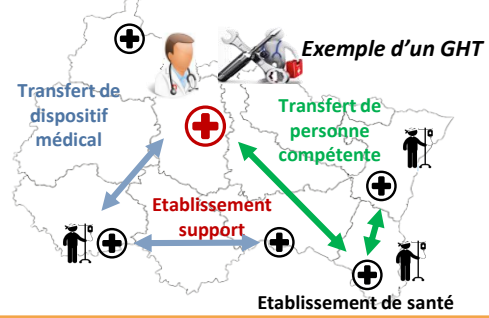 Exemple d'un GHT
Transfert de
dispositif
médical
Transfert de
personne
compétente
Etablissement
support
Etablissement de santé